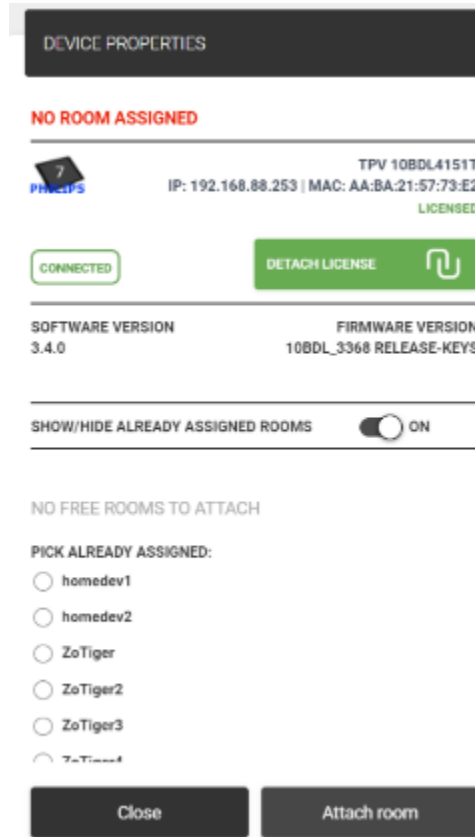 DEVICE PROPERTIES
NO ROOM ASSIGNED
7
PHILIPS
TPV 10BDL4151T
IP: 192.168.88.253 | MAC: AA:BA:21:57:73:E2
LICENSED
CONNECTED
DETACH LICENSE
SOFTWARE VERSION
3.4.0
FIRMWARE VERSION
10BDL_3368 RELEASE-KEYS
SHOW/HIDE ALREADY ASSIGNED ROOMS
ON
NO FREE ROOMS TO ATTACH
PICK ALREADY ASSIGNED:
homedev1
homedev2
ZoTiger
ZoTiger2
ZoTiger3
Close
Attach room